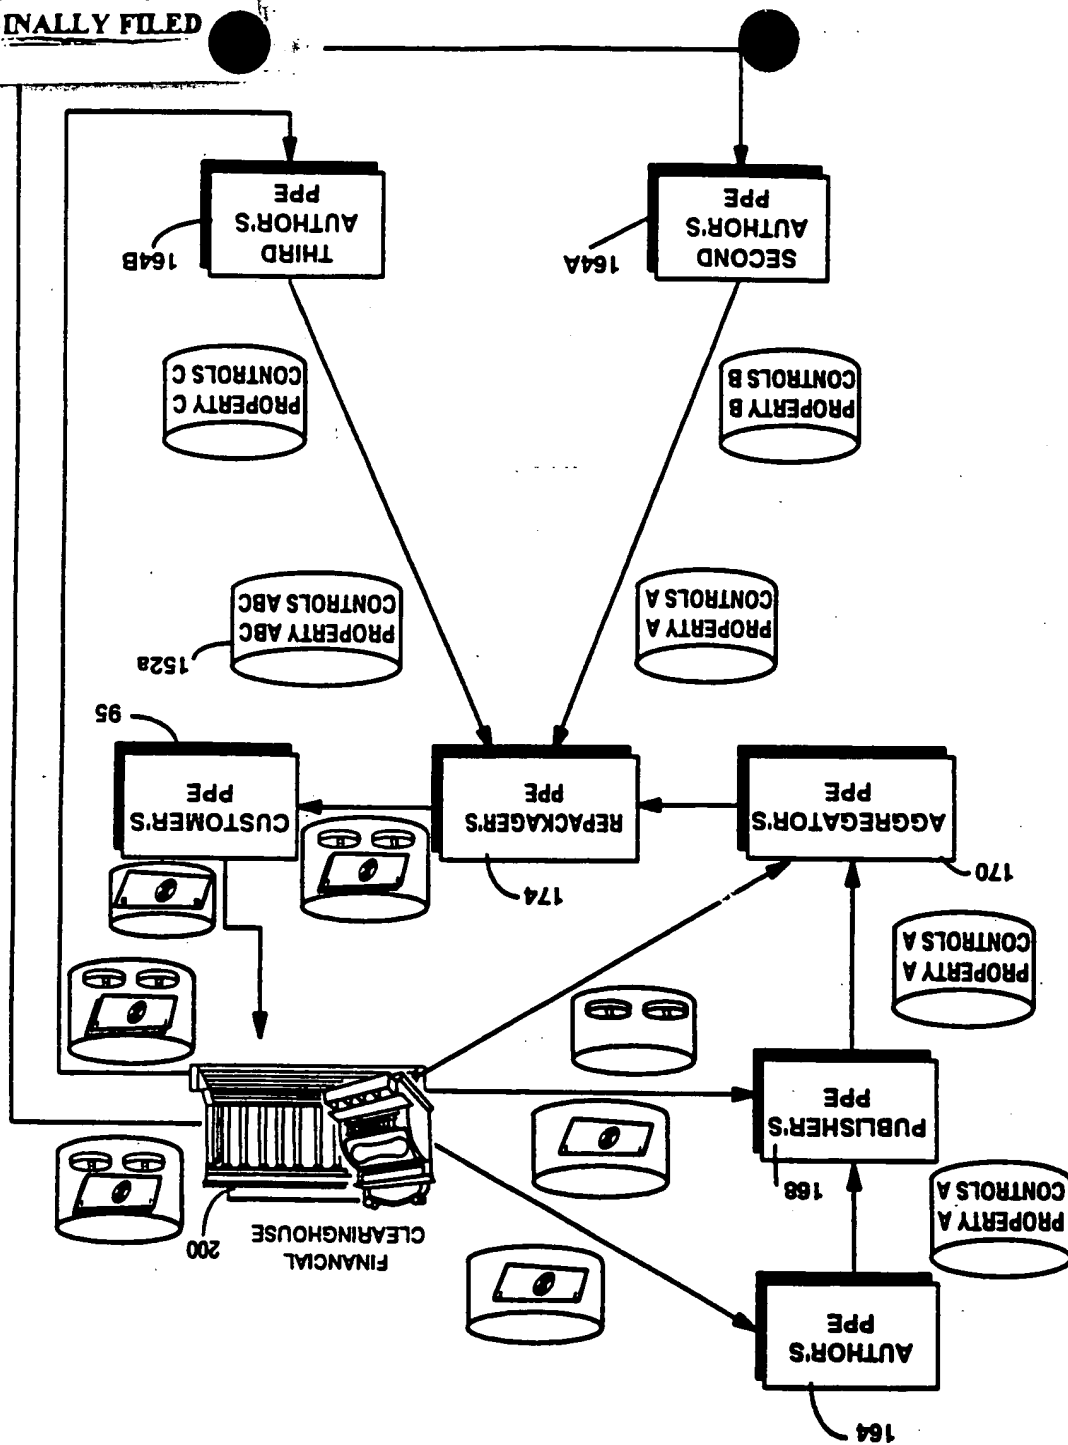 INALLY FILED
164
AUTHOR'S
PPE
PROPERTY A
CONTROLS A
FINANCIAL
CLEARINGHOUSE
200
168
PUBLISHER'S
PPE
PROPERTY A
CONTROLS A
170
AGGREGATOR'S
PPE
174
REPACKAGER'S
PPE
CUSTOMER'S
PPE
95
PROPERTY A
CONTROLS A
PROPERTY ABC
CONTROLS ABC
152a
PROPERTY B
CONTROLS B
PROPERTY C
CONTROLS C
SECOND
AUTHOR'S
PPE
164A
THIRD
AUTHOR'S
PPE
164B